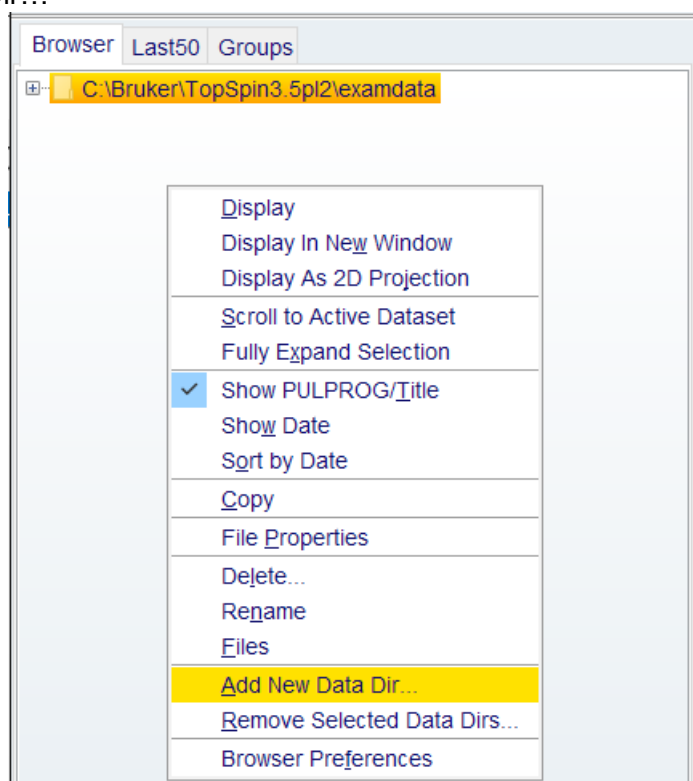 ir...
Browser Last50 Groups
C:\Bruker\TopSpin3.5pl2\examdata
Display
Display In New Window
Display As 2D Projection
Scroll to Active Dataset
Fully Expand Selection
Show PULPROG/Title
Show Date
Sort by Date
Copy
File Properties
Delete...
Rename
Files
Add New Data Dir...
Remove Selected Data Dirs...
Browser Preferences